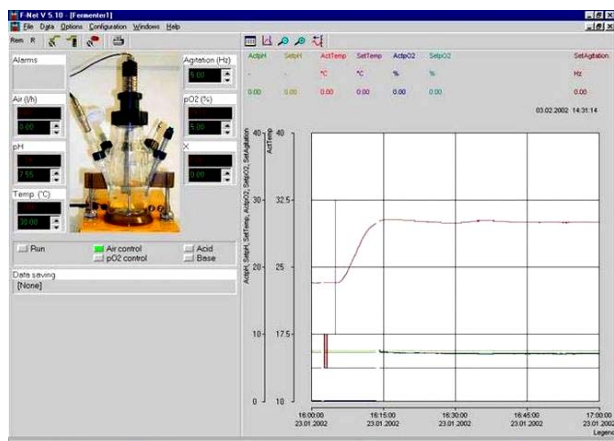 F-Net V 5.10 - [Fermenter1]
File Data Options Configuration Windows Help
Rem R
Alarms
Agitation (Hz)
5.00
Air (l/h)
0.00
pO2 (%)
5.00
pH
7.55
X
0.00
Temp. (°C)
30.00
Run
Air control
Acid
pO2 control
Base
Data saving
[None]
ActpH SetpH ActTemp SetTemp ActpO2 SetpO2 SetAgitation
- - °C °C % % Hz
0.00 0.00 0.00 0.00 0.00 0.00 0.00
03.02.2002 14:31:14
ActpH, SetpH, SetTemp, ActpO2, SetpO2, SetAgitation
ActTemp
40 40
30 32.5
20 25
10 17.5
0 10
16:00:00 16:15:00 16:30:00 16:45:00 17:00:00
23.01.2002 23.01.2002 23.01.2002 23.01.2002 23.01.2002
Legend